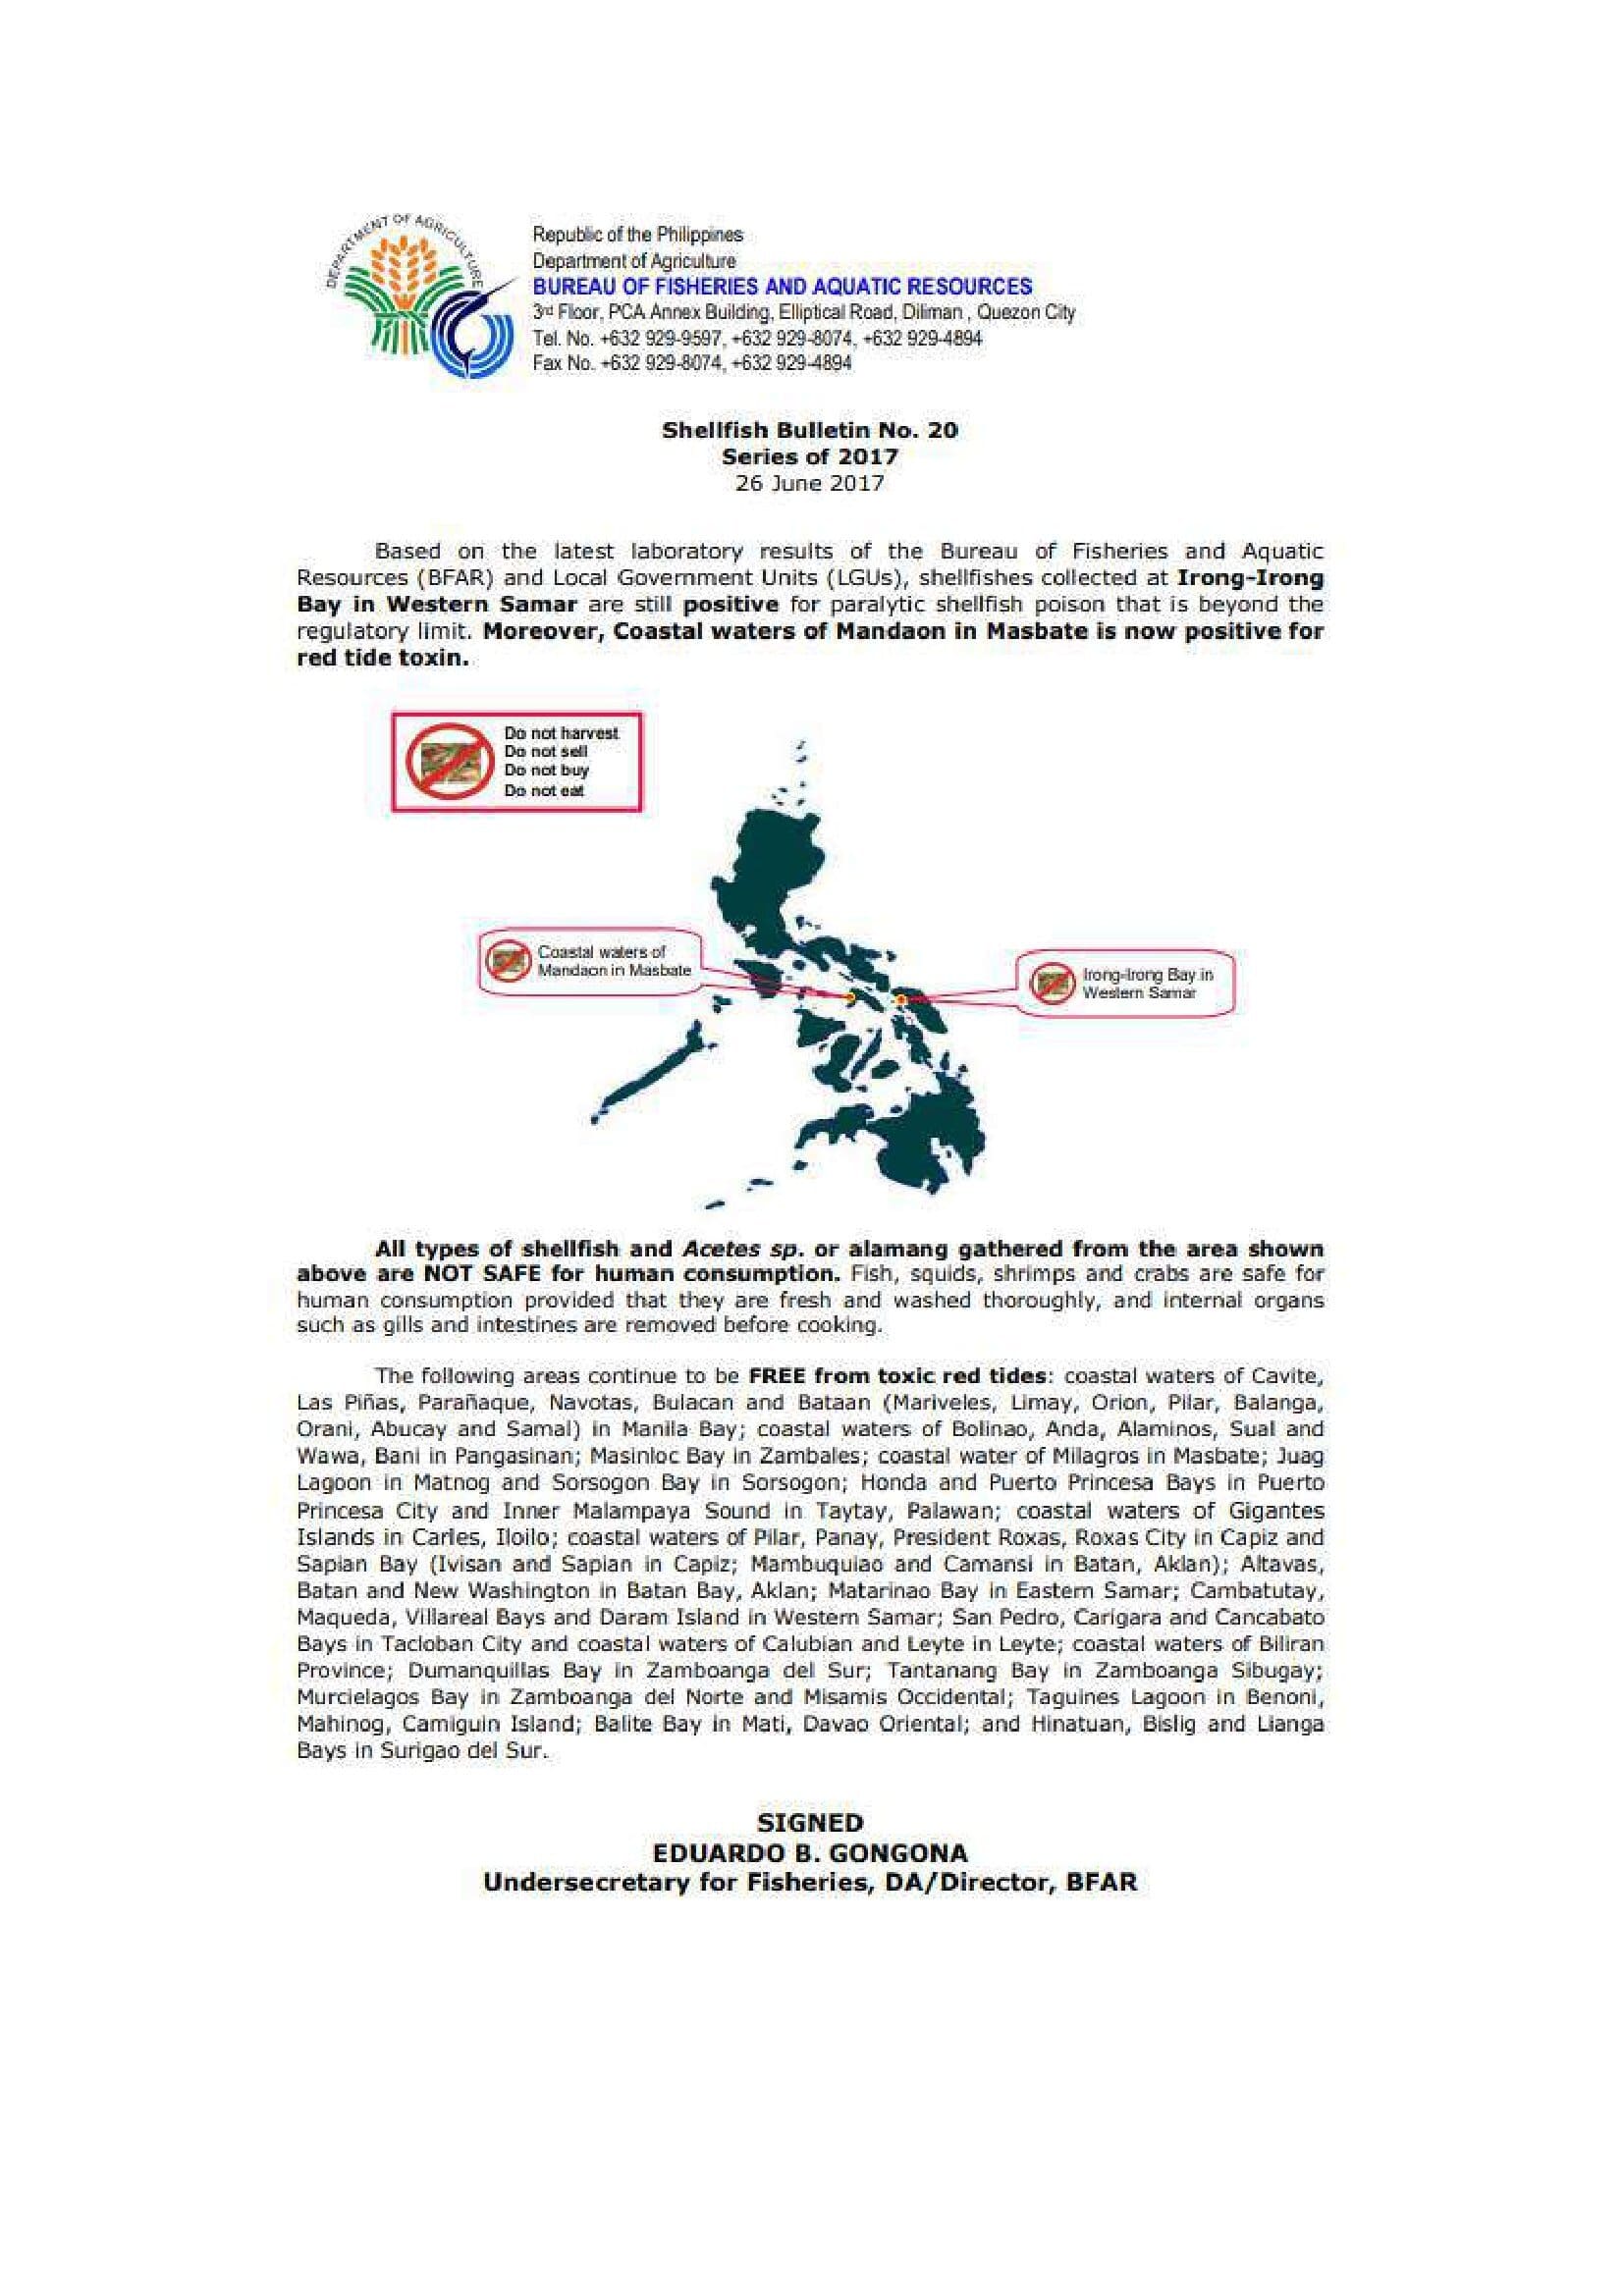 DEPARTMENT OF AGRICULTURE
Republic of the Philippines
Department of Agriculture
BUREAU OF FISHERIES AND AQUATIC RESOURCES
3rd Floor, PCA Annex Building, Elliptical Road, Diliman , Quezon City
Tel. No. +632 929-9597, +632 929-8074, +632 929-4894
Fax No. +632 929-8074, +632 929-4894
Shellfish Bulletin No. 20
Series of 2017
26 June 2017
Based on the latest laboratory results of the Bureau of Fisheries and Aquatic
Resources (BFAR) and Local Government Units (LGUs), shellfishes collected at Irong-Irong
Bay in Western Samar are still positive for paralytic shellfish poison that is beyond the
regulatory limit. Moreover, Coastal waters of Mandaon in Masbate is now positive for
red tide toxin.
Do not harvest
Do not sell
Do not buy
Do not eat
Coastal waters of
Mandaon in Masbate
Irong-Irong Bay in
Western Samar
All types of shellfish and Acetes sp. or alamang gathered from the area shown
above are NOT SAFE for human consumption. Fish, squids, shrimps and crabs are safe for
human consumption provided that they are fresh and washed thoroughly, and internal organs
such as gills and intestines are removed before cooking.
The following areas continue to be FREE from toxic red tides: coastal waters of Cavite,
Las Piñas, Parañaque, Navotas, Bulacan and Bataan (Mariveles, Limay, Orion, Pilar, Balanga,
Orani, Abucay and Samal) in Manila Bay; coastal waters of Bolinao, Anda, Alaminos, Sual and
Wawa, Bani in Pangasinan; Masinloc Bay in Zambales; coastal water of Milagros in Masbate; Juag
Lagoon in Matnog and Sorsogon Bay in Sorsogon; Honda and Puerto Princesa Bays in Puerto
Princesa City and Inner Malampaya Sound in Taytay, Palawan; coastal waters of Gigantes
Islands in Carles, Iloilo; coastal waters of Pilar, Panay, President Roxas, Roxas City in Capiz and
Sapian Bay (Ivisan and Sapian in Capiz; Mambuquiao and Camansi in Batan, Aklan); Altavas,
Batan and New Washington in Batan Bay, Aklan; Matarinao Bay in Eastern Samar; Cambatutay,
Maqueda, Villareal Bays and Daram Island in Western Samar; San Pedro, Carigara and Cancabato
Bays in Tacloban City and coastal waters of Calubian and Leyte in Leyte; coastal waters of Biliran
Province; Dumanquillas Bay in Zamboanga del Sur; Tantanang Bay in Zamboanga Sibugay;
Murcielagos Bay in Zamboanga del Norte and Misamis Occidental; Taguines Lagoon in Benoni,
Mahinog, Camiguin Island; Balite Bay in Mati, Davao Oriental; and Hinatuan, Bislig and Lianga
Bays in Surigao del Sur.
SIGNED
EDUARDO B. GONGONA
Undersecretary for Fisheries, DA/Director, BFAR